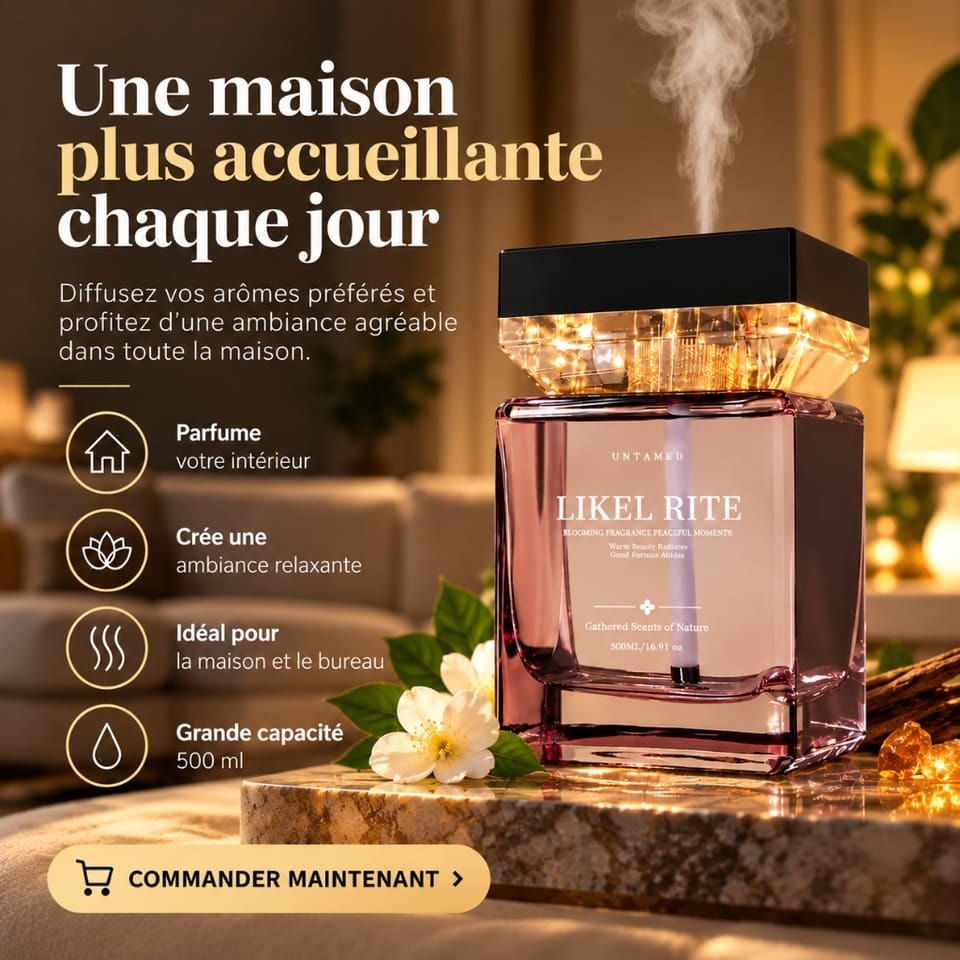 Une maison
plus accueillante
chaque jour
Diffusez vos arômes préférés et
profitez d'une ambiance agréable
dans toute la maison.
Parfume
votre intérieur
Crée une
ambiance relaxante
Idéal pour
la maison et le bureau
Grande capacité
500 ml
COMMANDER MAINTENANT
UNTAMED
LIKEL RITE
BLOOMING FRAGRANCE PEACEFUL MOMENTS
Warm Beauty Radiates
Good Fortune Abides
Gathered Scents of Nature
500ML/16.91 oz